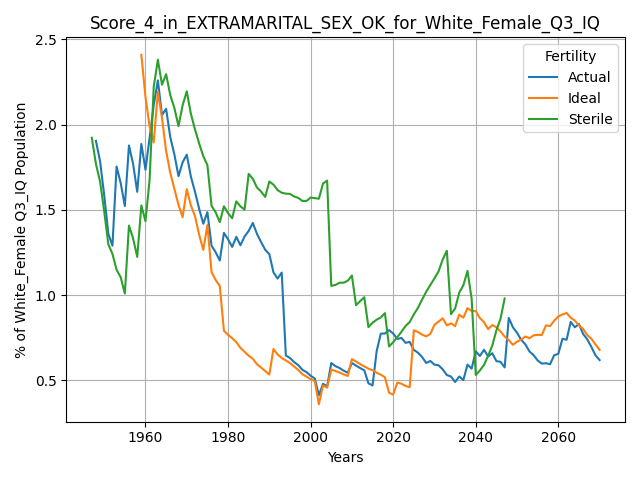 Score_4_in_EXTRAMARITAL_SEX_OK_for_White_Female_Q3_IQ
2.5
2.0
1.5
1.0
0.5
% of White_Female Q3_IQ Population
Fertility
Actual
Ideal
Sterile
1960
1980
2000
2020
2040
2060
Years